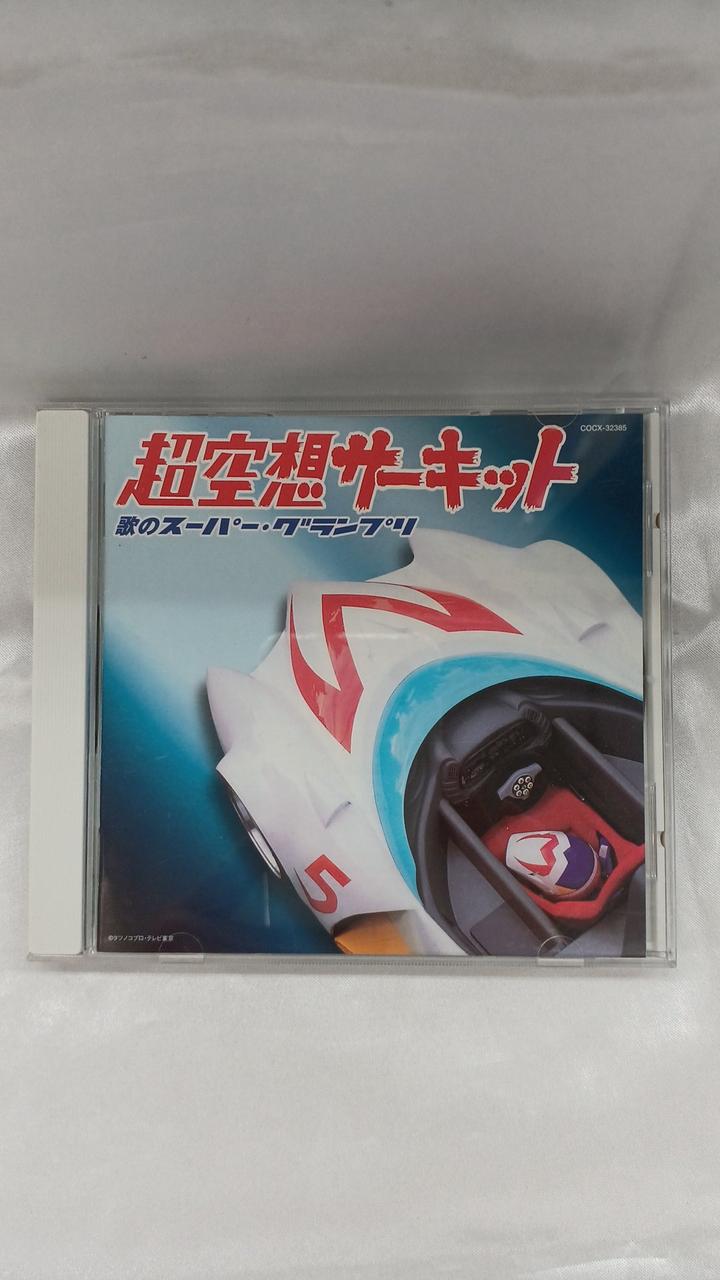 COCX-32385
超空想サーキット
歌のスーパー・グランプリ
M
5
M
©タツノコプロ・テレビ東京